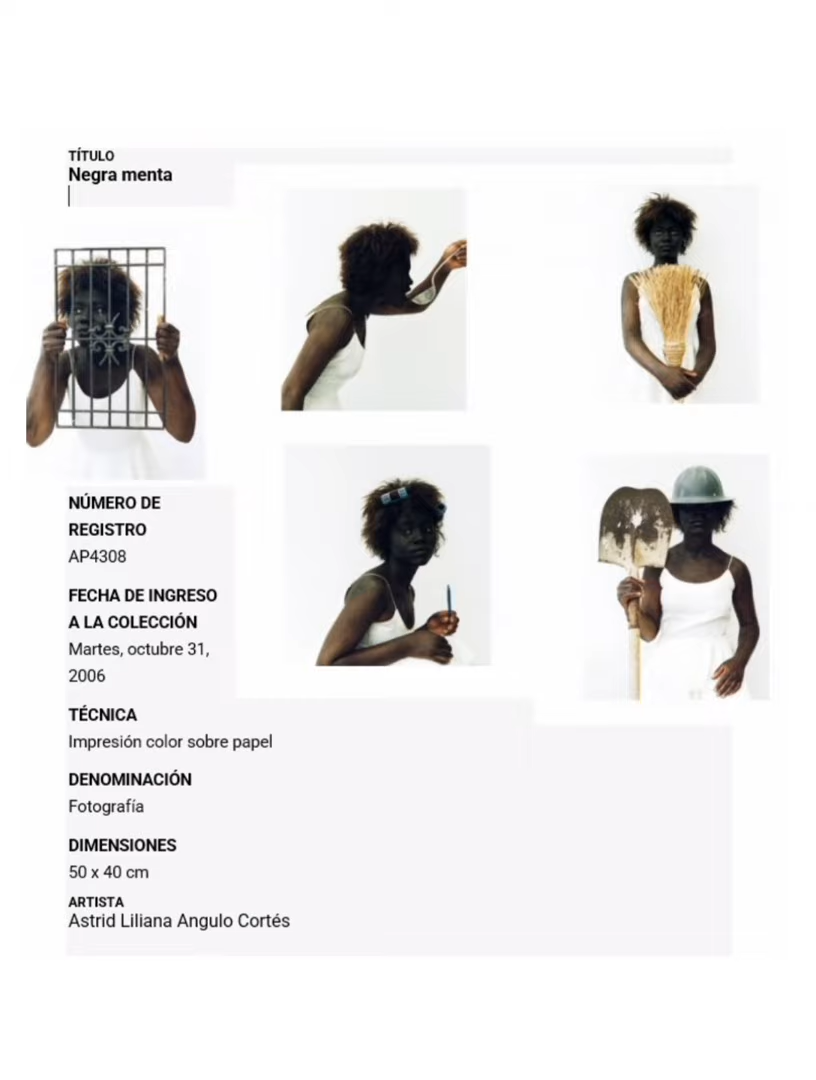 TÍTULO
Negra menta
NÚMERO DE
REGISTRO
AP4308
FECHA DE INGRESO
A LA COLECCIÓN
Martes, octubre 31,
2006
TÉCNICA
Impresión color sobre papel
DENOMINACIÓN
Fotografía
DIMENSIONES
50 x 40 cm
ARTISTA
Astrid Liliana Angulo Cortés